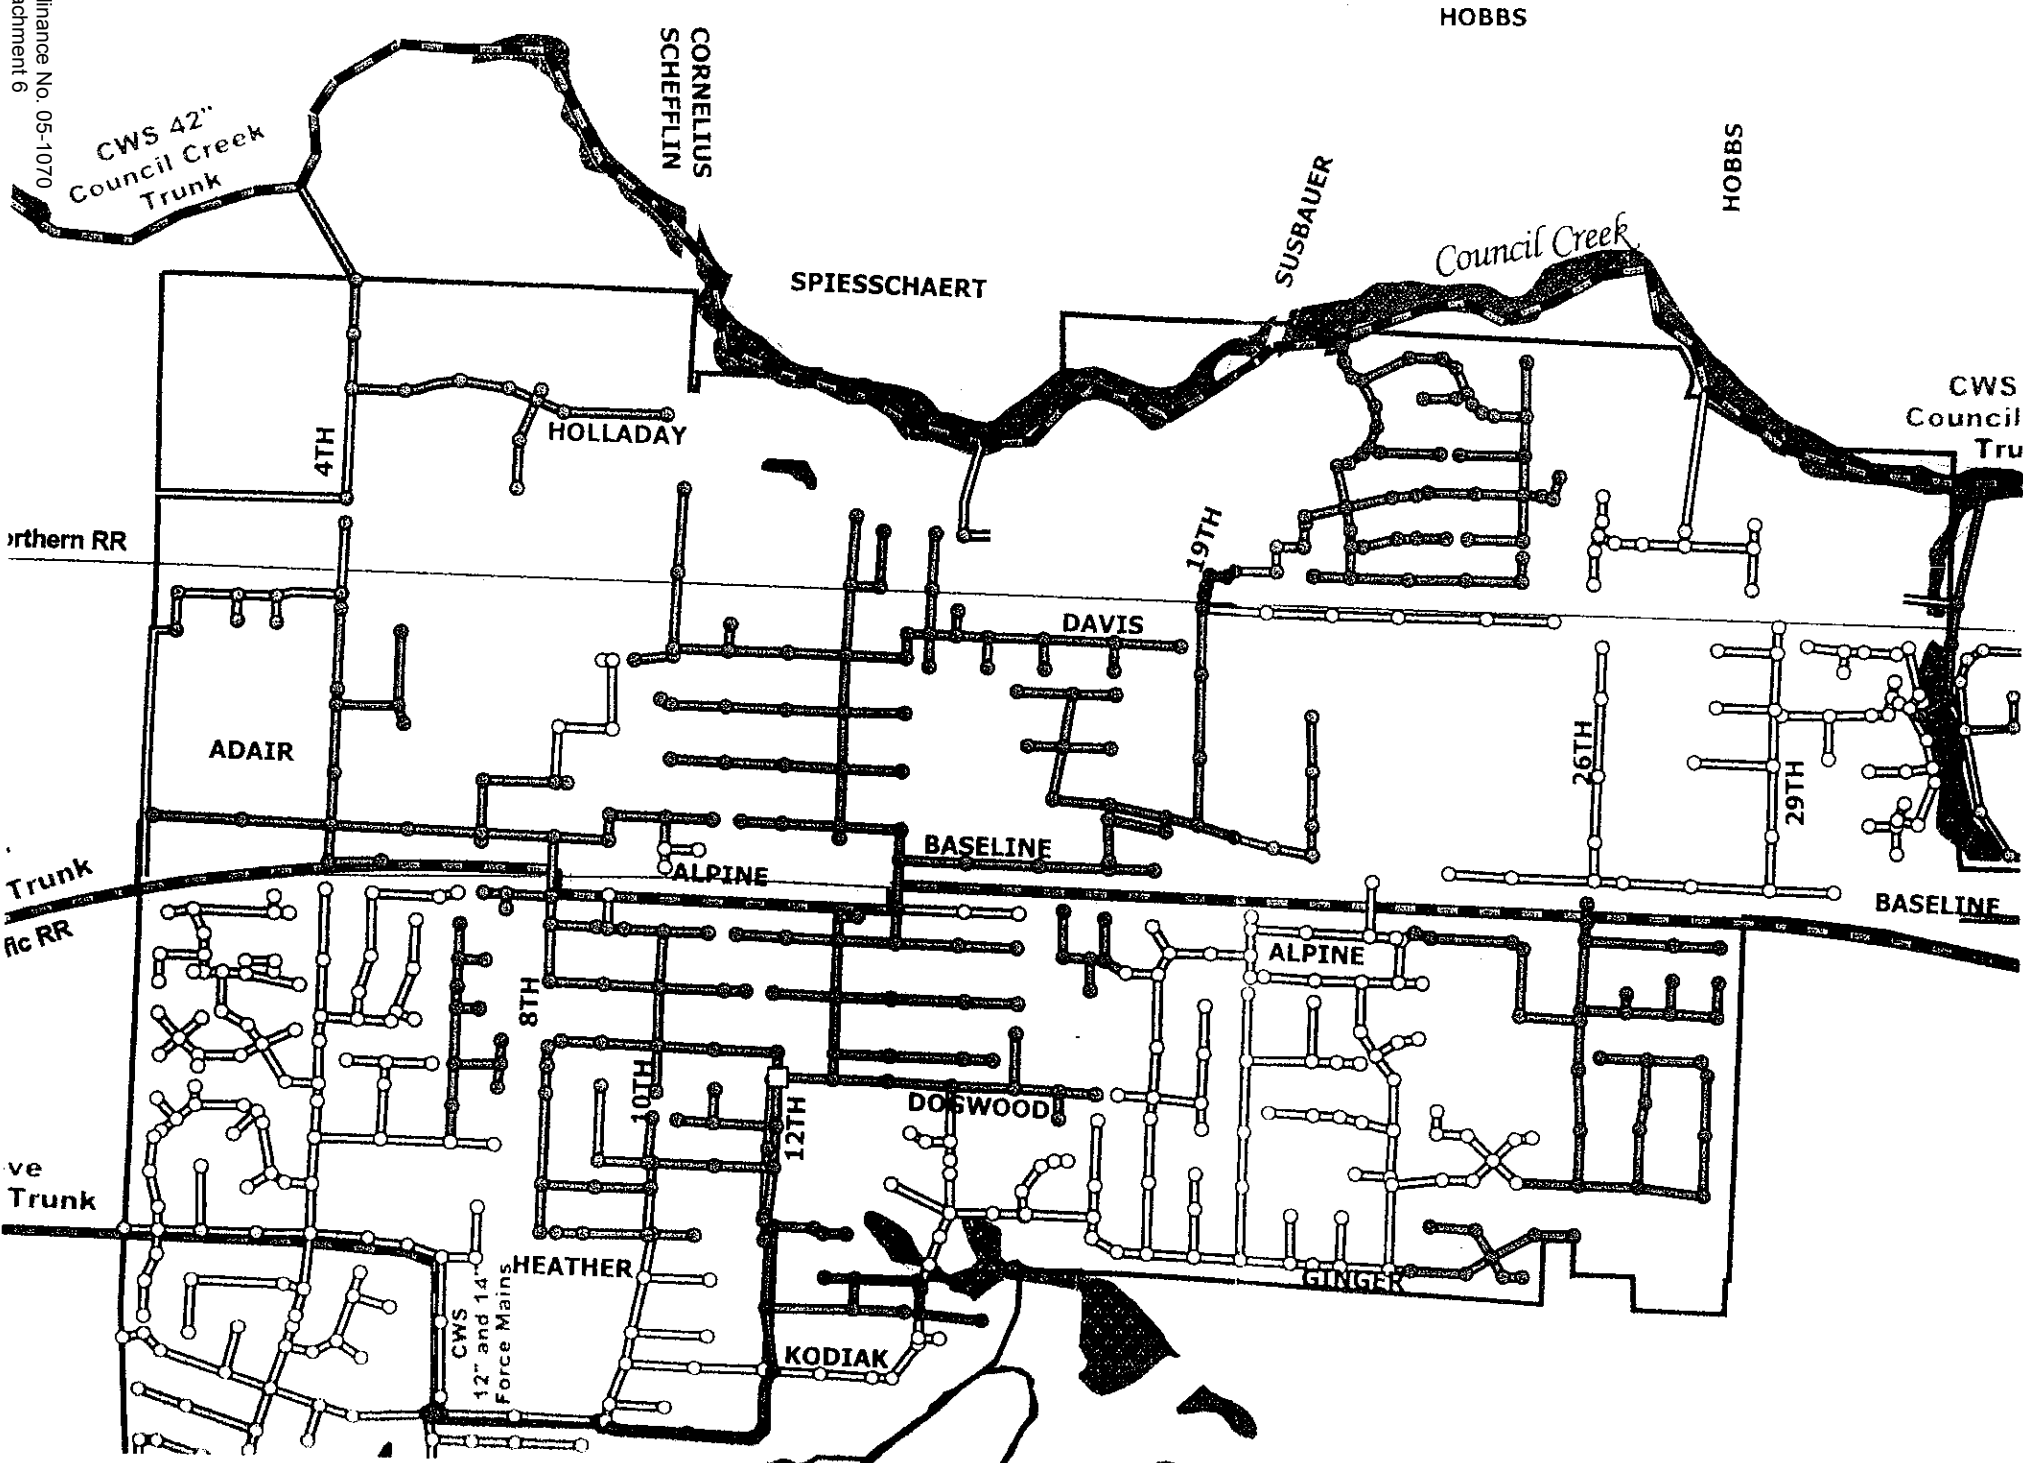 HOBBS
inance No. 05-1070
achment 6
CWS 42"
Council Creek
Trunk
CORNELIUS
SCHEFFLIN
SUSBAUER
HOBBS
Council Creek
SPIESSCHAERT
CWS
Council
Tru
HOLLADAY
4TH
19TH
rthern RR
DAVIS
ADAIR
26TH
29TH
BASELINE
Trunk
ALPINE
BASELINE
fic RR
ALPINE
8TH
10TH
DOGWOOD
12TH
ve
Trunk
HEATHER
GINGER
CWS
12" and 14"
Force Mains
KODIAK